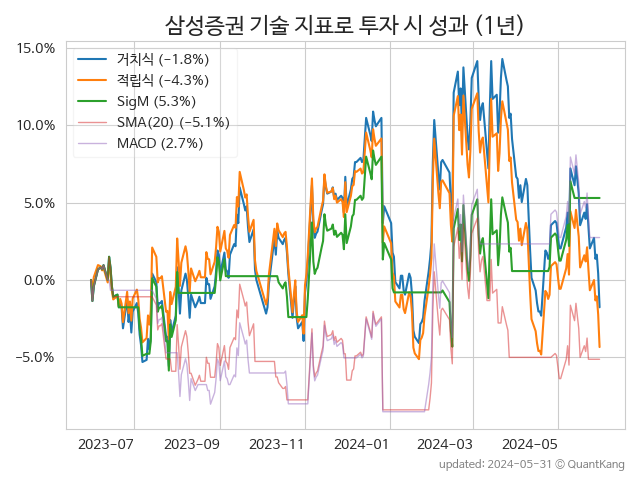 삼성증권 기술 지표로 투자 시 성과 (1년)
15.0%
10.0%
5.0%
0.0%
−5.0%
거치식 (−1.8%)
적립식 (−4.3%)
SigM (5.3%)
SMA(20) (−5.1%)
MACD (2.7%)
2023−07
2023−09
2023−11
2024−01
2024−03
2024−05
updated: 2024−05−31 ⓒ QuantKang